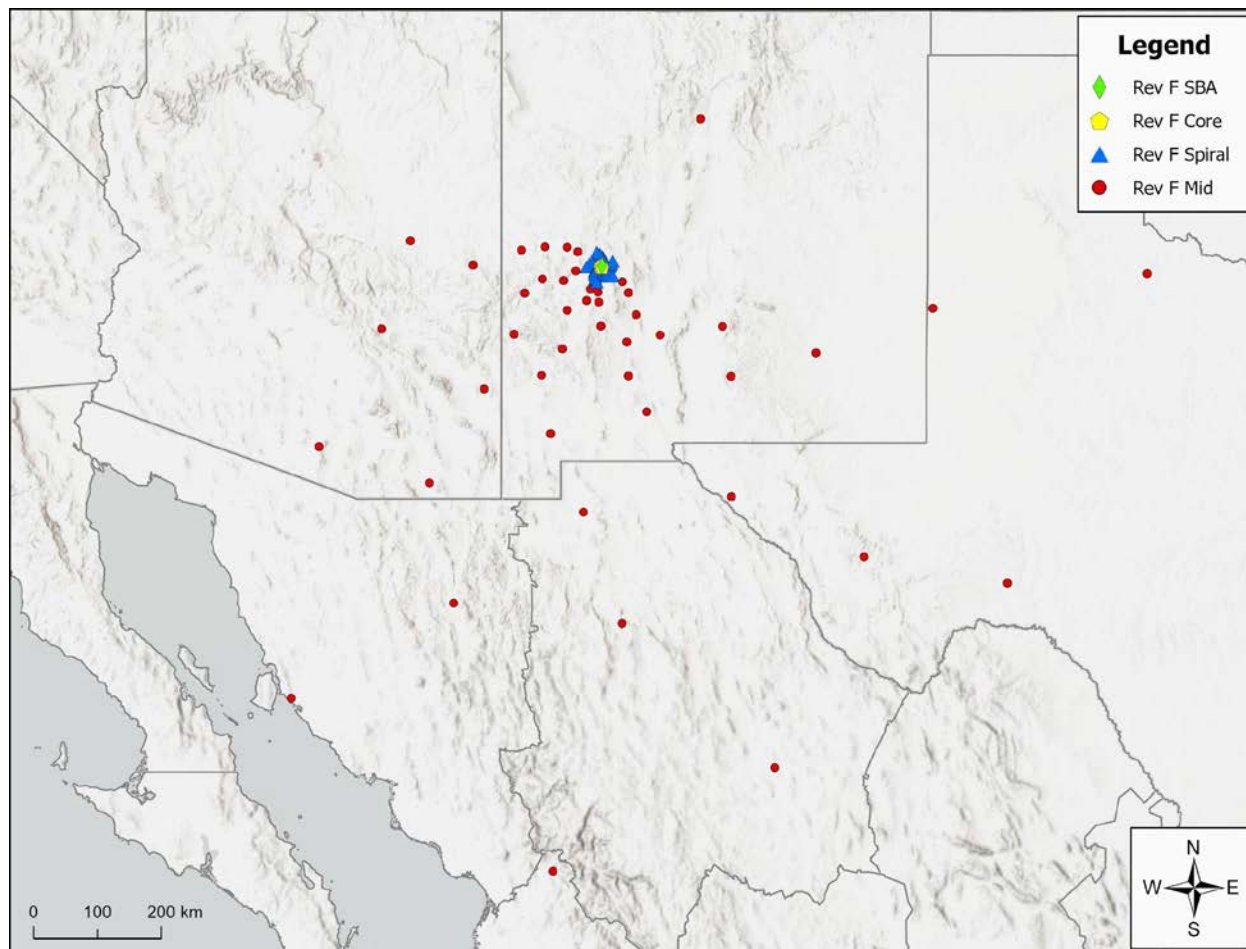 Legend
Rev F SBA
Rev F Core
Rev F Spiral
Rev F Mid
N
W E
S
0 100 200 km